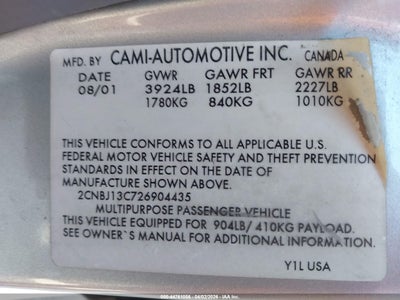 MFD. BY CAMI-AUTOMOTIVE INC. CANADA
DATE GVWR GAWR FRT GAWR RR
08/01 3924LB 1852LB 2227LB
1780KG 840KG 1010KG
THIS VEHICLE CONFORMS TO ALL APPLICABLE U.S.
FEDERAL MOTOR VEHICLE SAFETY AND THEFT PREVENTION
STANDARDS IN EFFECT ON THE DATE OF
MANUFACTURE SHOWN ABOVE.
2CNBJ13C726904435
MULTIPURPOSE PASSENGER VEHICLE
THIS VEHICLE EQUIPPED FOR 904LB/ 410KG PAYLOAD.
SEE OWNER`S MANUAL FOR ADDITIONAL INFORMATION.
Y1L USA